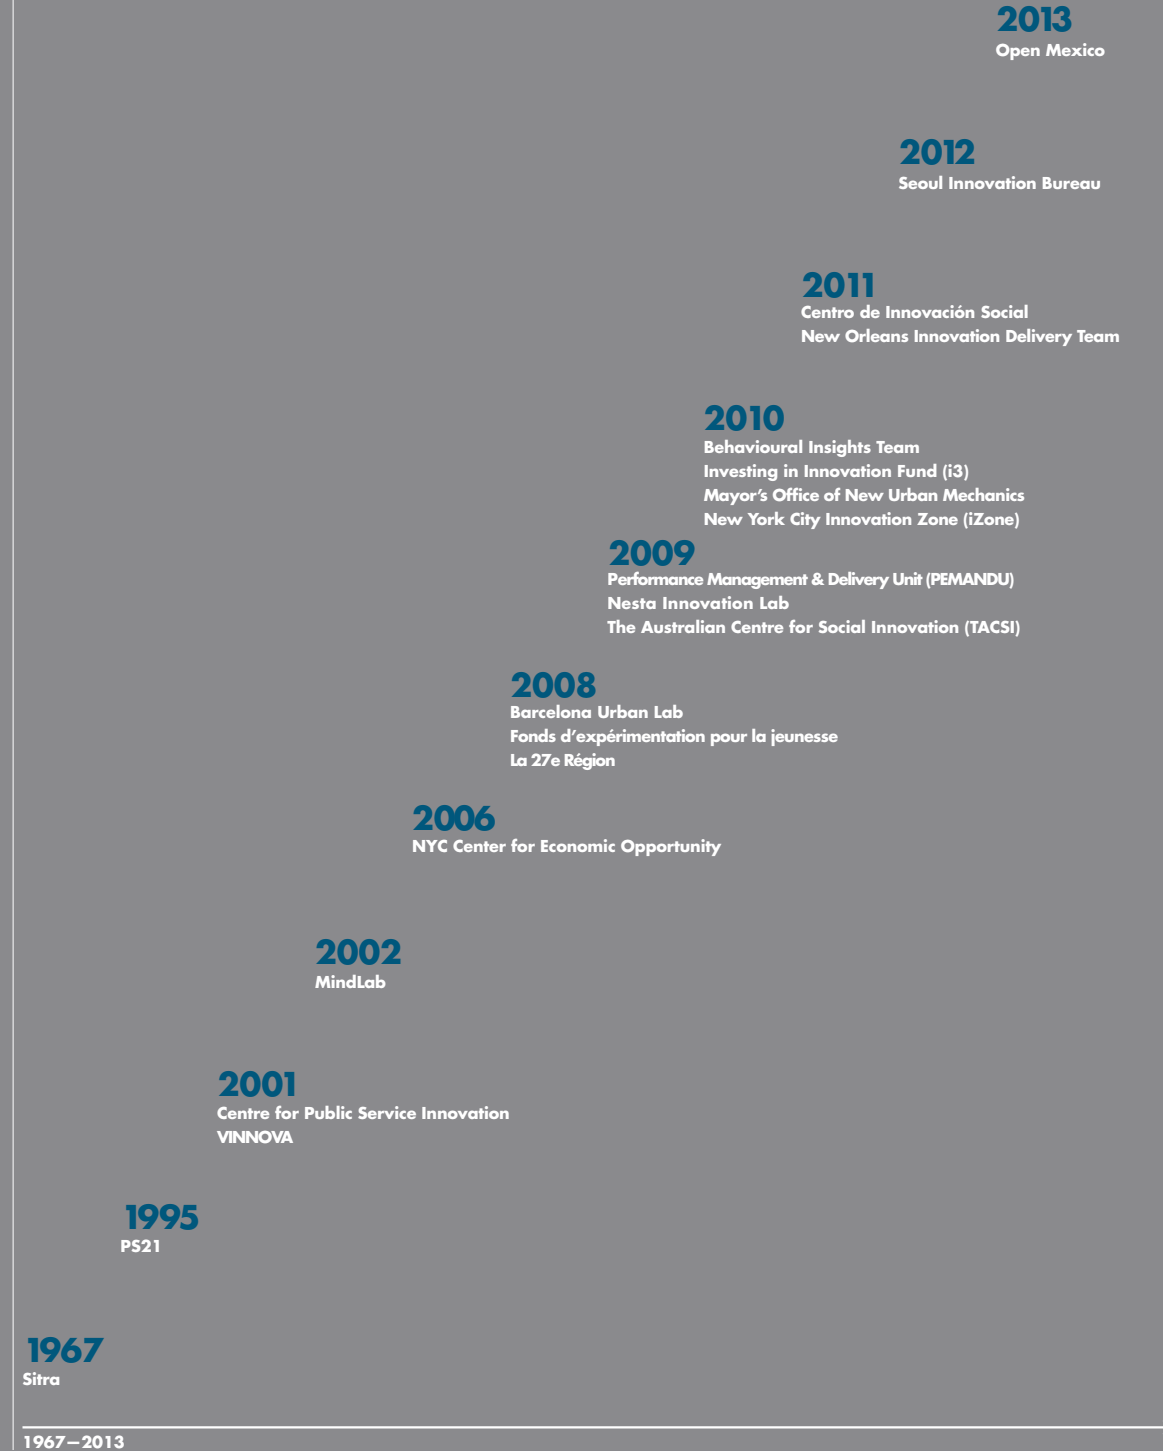 2013
Open Mexico
2012
Seoul Innovation Bureau
2011
Centro de Innovación Social
New Orleans Innovation Delivery Team
2010
Behavioural Insights Team
Investing in Innovation Fund (i3)
Mayor’s Office of New Urban Mechanics
New York City Innovation Zone (iZone)
2009
Performance Management & Delivery Unit (PEMANDU)
Nesta Innovation Lab
The Australian Centre for Social Innovation (TACSI)
2008
Barcelona Urban Lab
Fonds d’expérimentation pour la jeunesse
La 27e Région
2006
NYC Center for Economic Opportunity
2002
MindLab
2001
Centre for Public Service Innovation
VINNOVA
1995
PS21
1967
Sitra
1967—2013